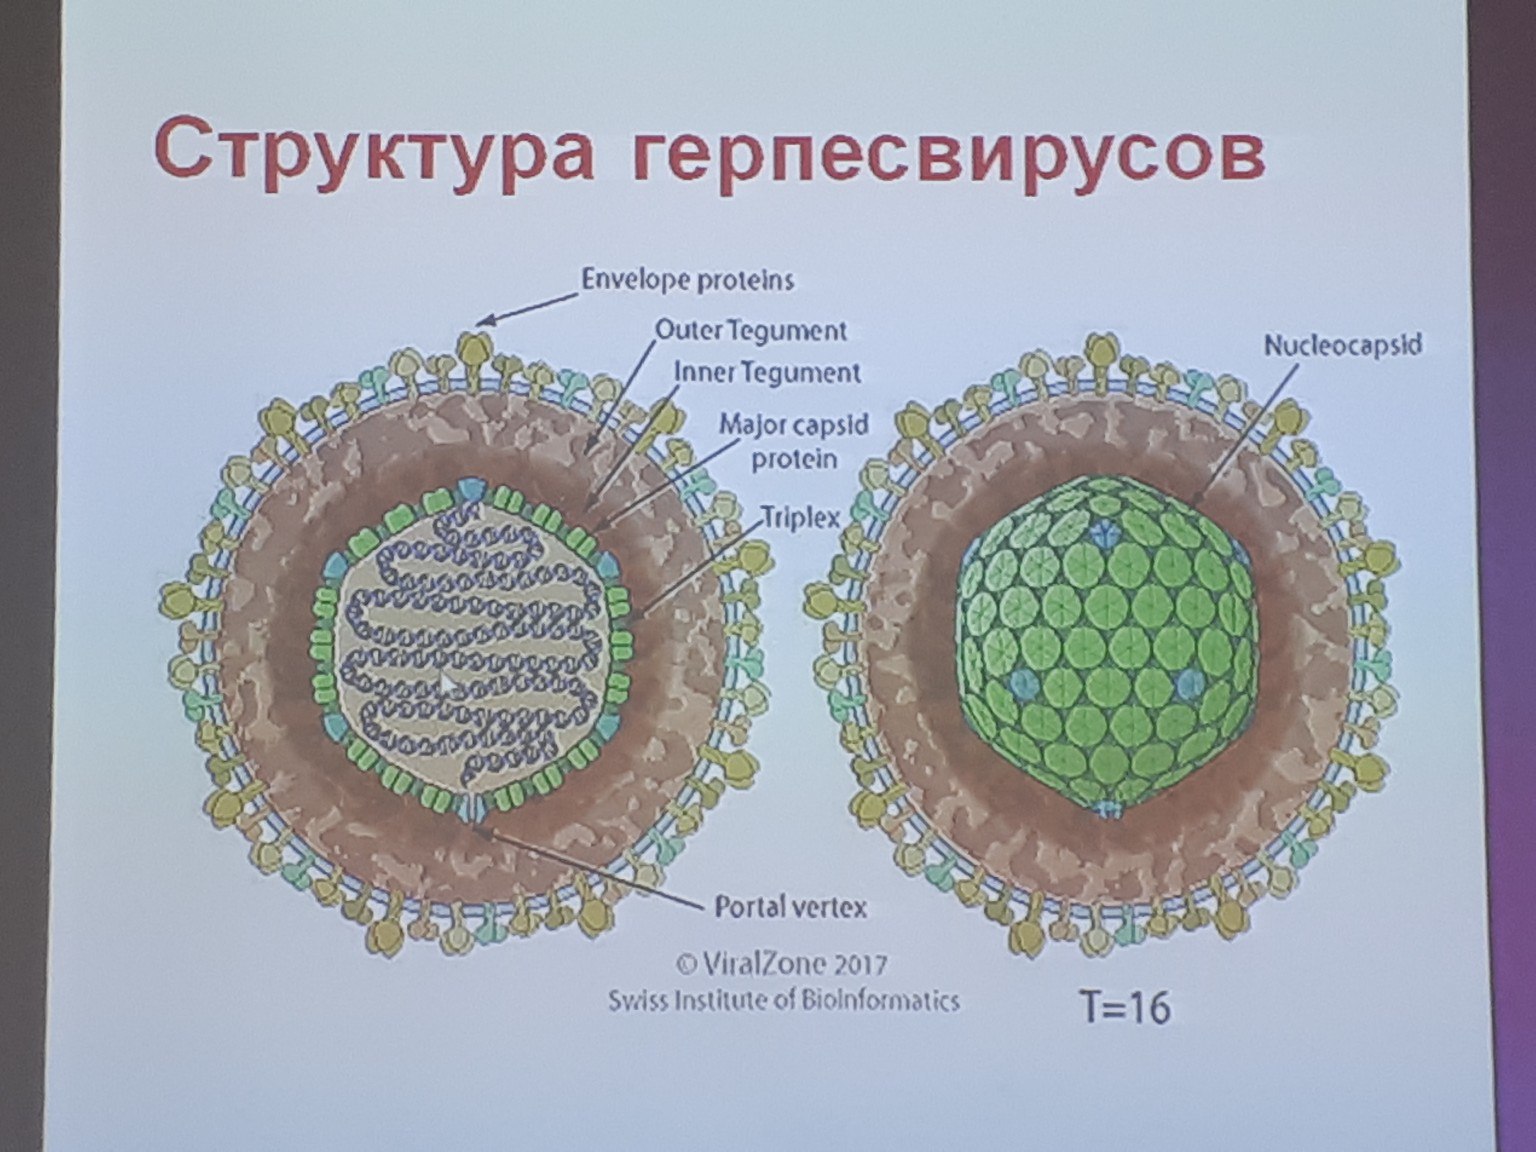 Структура герпесвирусов
Envelope proteins
Outer Tegument
Inner Tegument
Major capsid
protein
Triplex
Nucleocapsid
Portal vertex
© ViralZone 2017
Swiss Institute of BioInformatics
T=16